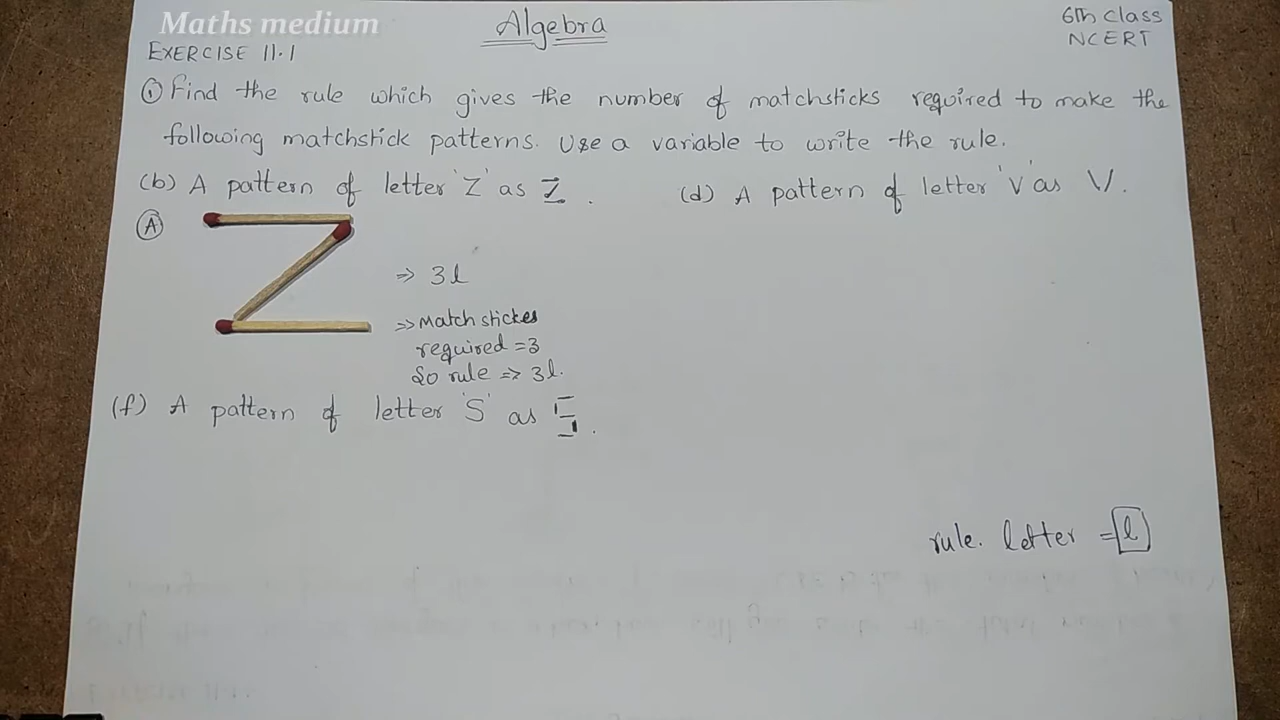 Maths medium
Algebra
6th class
NCERT
EXERCISE 11.1
① Find the rule which gives the number of matchsticks required to make the
following matchstick patterns. Use a variable to write the rule.
(b) A pattern of letter 'Z' as Z.
(d) A pattern of letter 'V' as V.
Ⓐ
⇒ 3l
⇒ Match stickes
required = 3
So rule ⇒ 3l.
(f) A pattern of letter 'S' as S.
rule. letter = l